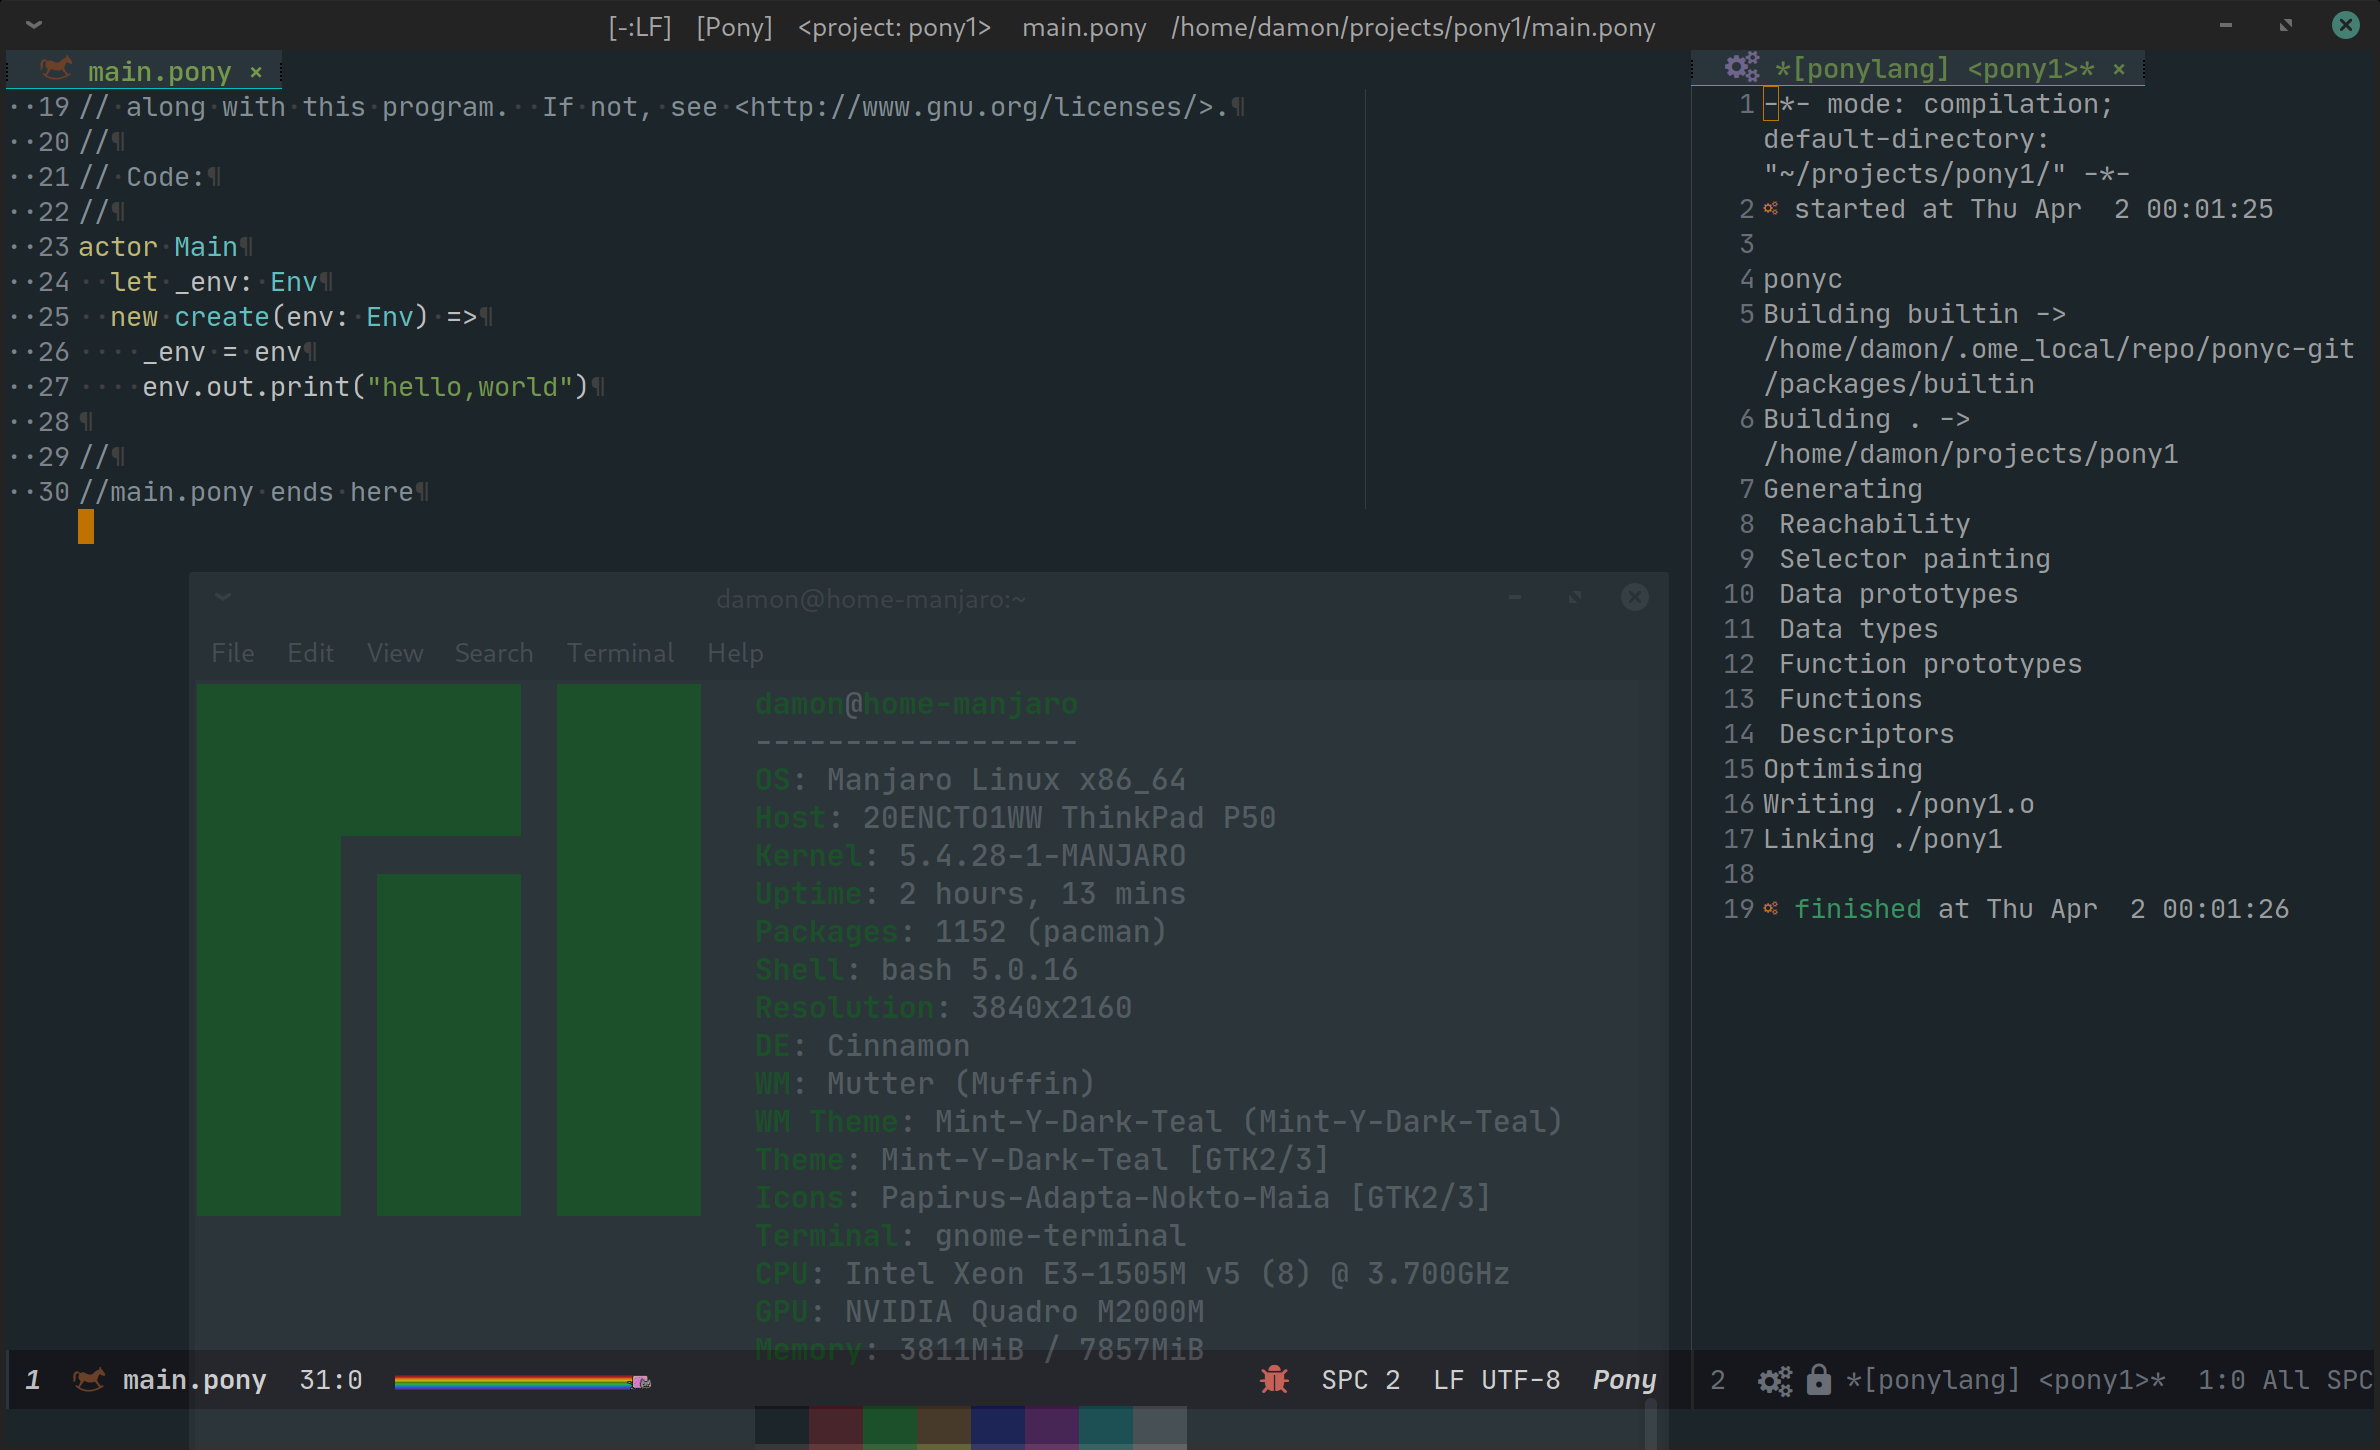 [-:LF] [Pony] <project: pony1> main.pony /home/damon/projects/pony1/main.pony
main.pony ×
··19 //·along·with·this·program.··If·not,·see·<http://www.gnu.org/licenses/>.¶
··20 //¶
··21 //·Code:¶
··22 //¶
··23 actor·Main¶
··24 ··let·_env:·Env¶
··25 ··new·create(env:·Env)·=>¶
··26 ····_env·=·env¶
··27 ····env.out.print("hello,world")¶
··28 ¶
··29 //¶
··30 //main.pony·ends·here¶
damon@home-manjaro:~
File Edit View Search Terminal Help
damon@home-manjaro
------------------
OS: Manjaro Linux x86_64
Host: 20ENCTO1WW ThinkPad P50
Kernel: 5.4.28-1-MANJARO
Uptime: 2 hours, 13 mins
Packages: 1152 (pacman)
Shell: bash 5.0.16
Resolution: 3840x2160
DE: Cinnamon
WM: Mutter (Muffin)
WM Theme: Mint-Y-Dark-Teal (Mint-Y-Dark-Teal)
Theme: Mint-Y-Dark-Teal [GTK2/3]
Icons: Papirus-Adapta-Nokto-Maia [GTK2/3]
Terminal: gnome-terminal
CPU: Intel Xeon E3-1505M v5 (8) @ 3.700GHz
GPU: NVIDIA Quadro M2000M
Memory: 3811MiB / 7857MiB
1 main.pony 31:0 SPC 2 LF UTF-8 Pony
*[ponylang] <pony1>* ×
1 -*- mode: compilation;
default-directory:
"~/projects/pony1/" -*-
2 started at Thu Apr  2 00:01:25
3
4 ponyc
5 Building builtin ->
/home/damon/.ome_local/repo/ponyc-git
/packages/builtin
6 Building . ->
/home/damon/projects/pony1
7 Generating
8  Reachability
9  Selector painting
10  Data prototypes
11  Data types
12  Function prototypes
13  Functions
14  Descriptors
15 Optimising
16 Writing ./pony1.o
17 Linking ./pony1
18
19 finished at Thu Apr  2 00:01:26
2 *[ponylang] <pony1>* 1:0 All SPC